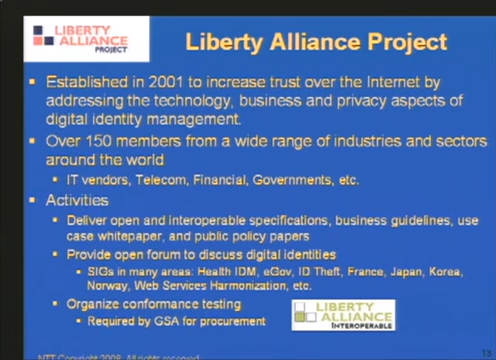 LIBERTY
ALLIANCE
PROJECT
Liberty Alliance Project
Established in 2001 to increase trust over the Internet by
addressing the technology, business and privacy aspects of
digital identity management.
Over 150 members from a wide range of industries and sectors
around the world
IT vendors, Telecom, Financial, Governments, etc.
Activities
Deliver open and interoperable specifications, business guidelines, use
case whitepaper, and public policy papers
Provide open forum to discuss digital identities
SIGs in many areas: Health IDM, eGov, ID Theft, France, Japan, Korea,
Norway, Web Services Harmonization, etc.
Organize conformance testing
Required by GSA for procurement
LIBERTY
ALLIANCE
INTEROPERABLE
NTT Copyright 2008, All rights reserved
13